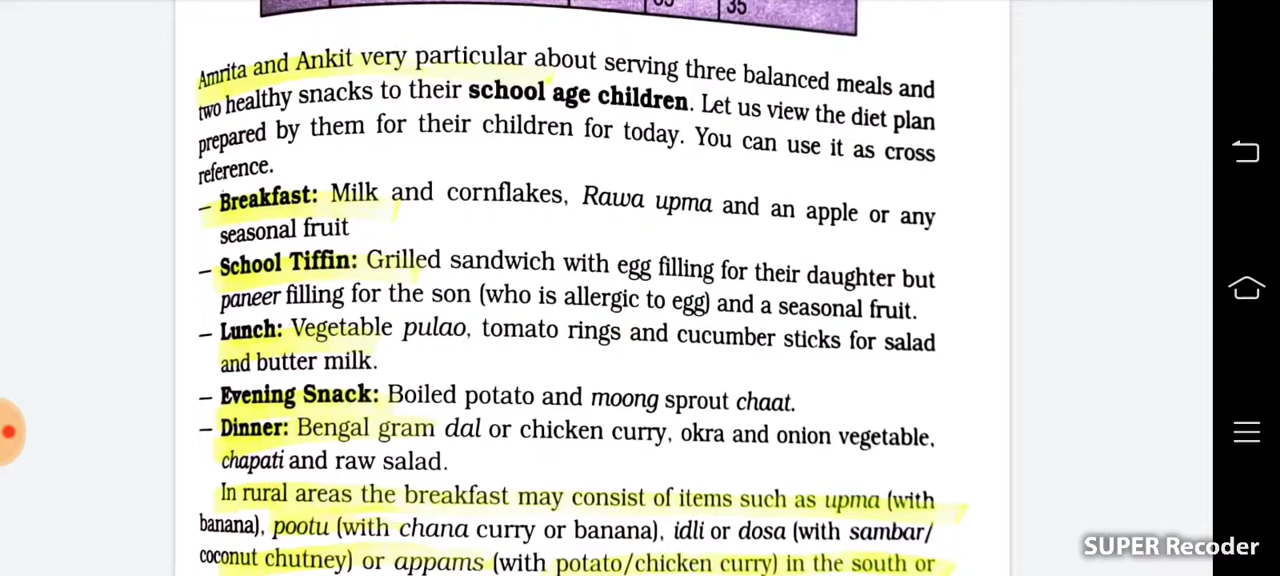 35
Amrita and Ankit very particular about serving three balanced meals and
two healthy snacks to their school age children. Let us view the diet plan
prepared by them for their children for today. You can use it as cross
reference.
– Breakfast: Milk and cornflakes, Rawa upma and an apple or any
seasonal fruit
– School Tiffin: Grilled sandwich with egg filling for their daughter but
paneer filling for the son (who is allergic to egg) and a seasonal fruit.
– Lunch: Vegetable pulao, tomato rings and cucumber sticks for salad
and butter milk.
– Evening Snack: Boiled potato and moong sprout chaat.
– Dinner: Bengal gram dal or chicken curry, okra and onion vegetable,
chapati and raw salad.
In rural areas the breakfast may consist of items such as upma (with
banana), pootu (with chana curry or banana), idli or dosa (with sambar/
coconut chutney) or appams (with potato/chicken curry) in the south or
SUPER Recorder